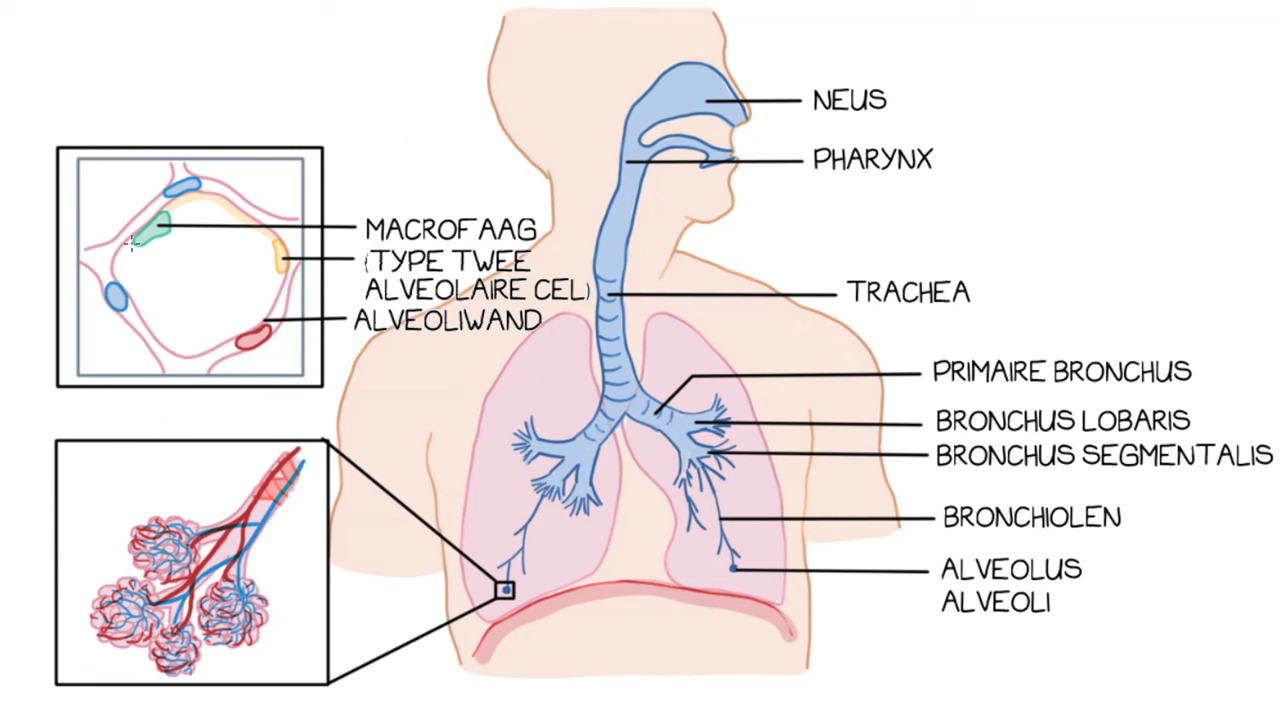 NEUS
PHARYNX
MACROFAAG
(TYPE TWEE
ALVEOLAIRE CEL)
ALVEOLIWAND
TRACHEA
PRIMAIRE BRONCHUS
BRONCHUS LOBARIS
BRONCHUS SEGMENTALIS
BRONCHIOLEN
ALVEOLUS
ALVEOLI